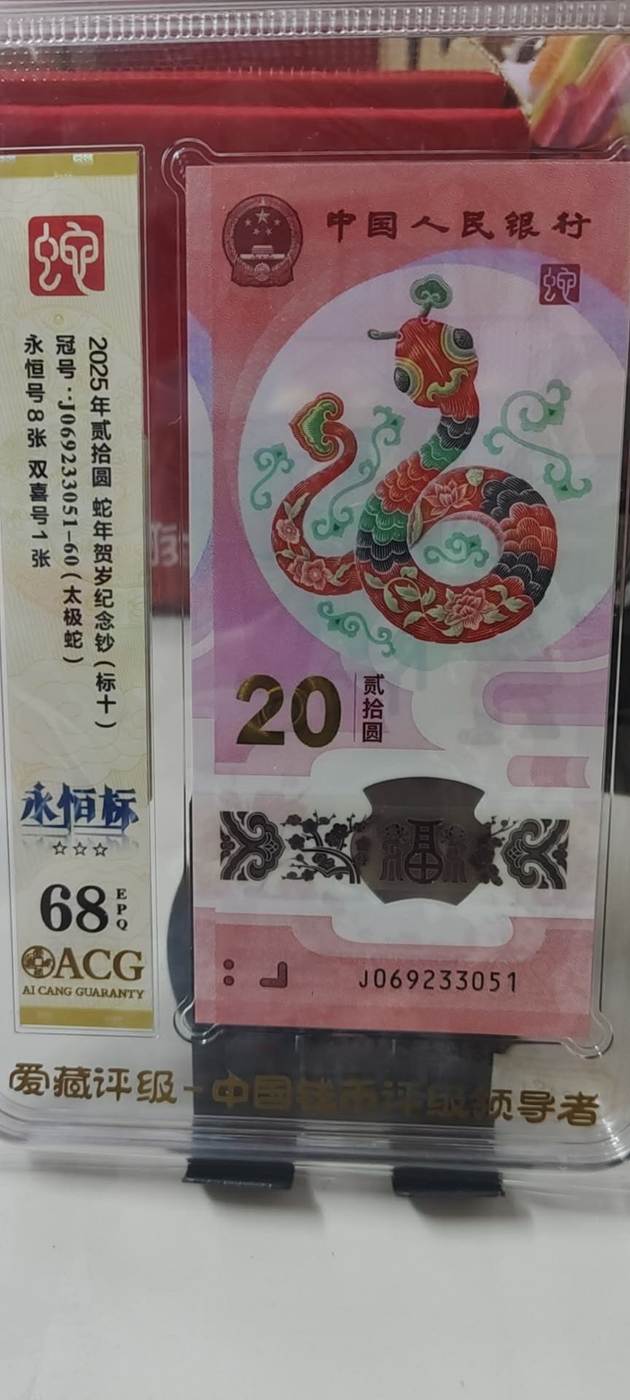 蛇
2025年贰拾圆 蛇年贺岁纪念钞(标十)
冠号:J069233051-60(太极蛇)
永恒号8张 双喜号1张
永恒标
☆☆☆
68 EPQ
ACG
AI CANG GUARANTY
中国人民银行
蛇
20 贰拾圆
J069233051
爱藏评级-中国钱币评级领导者